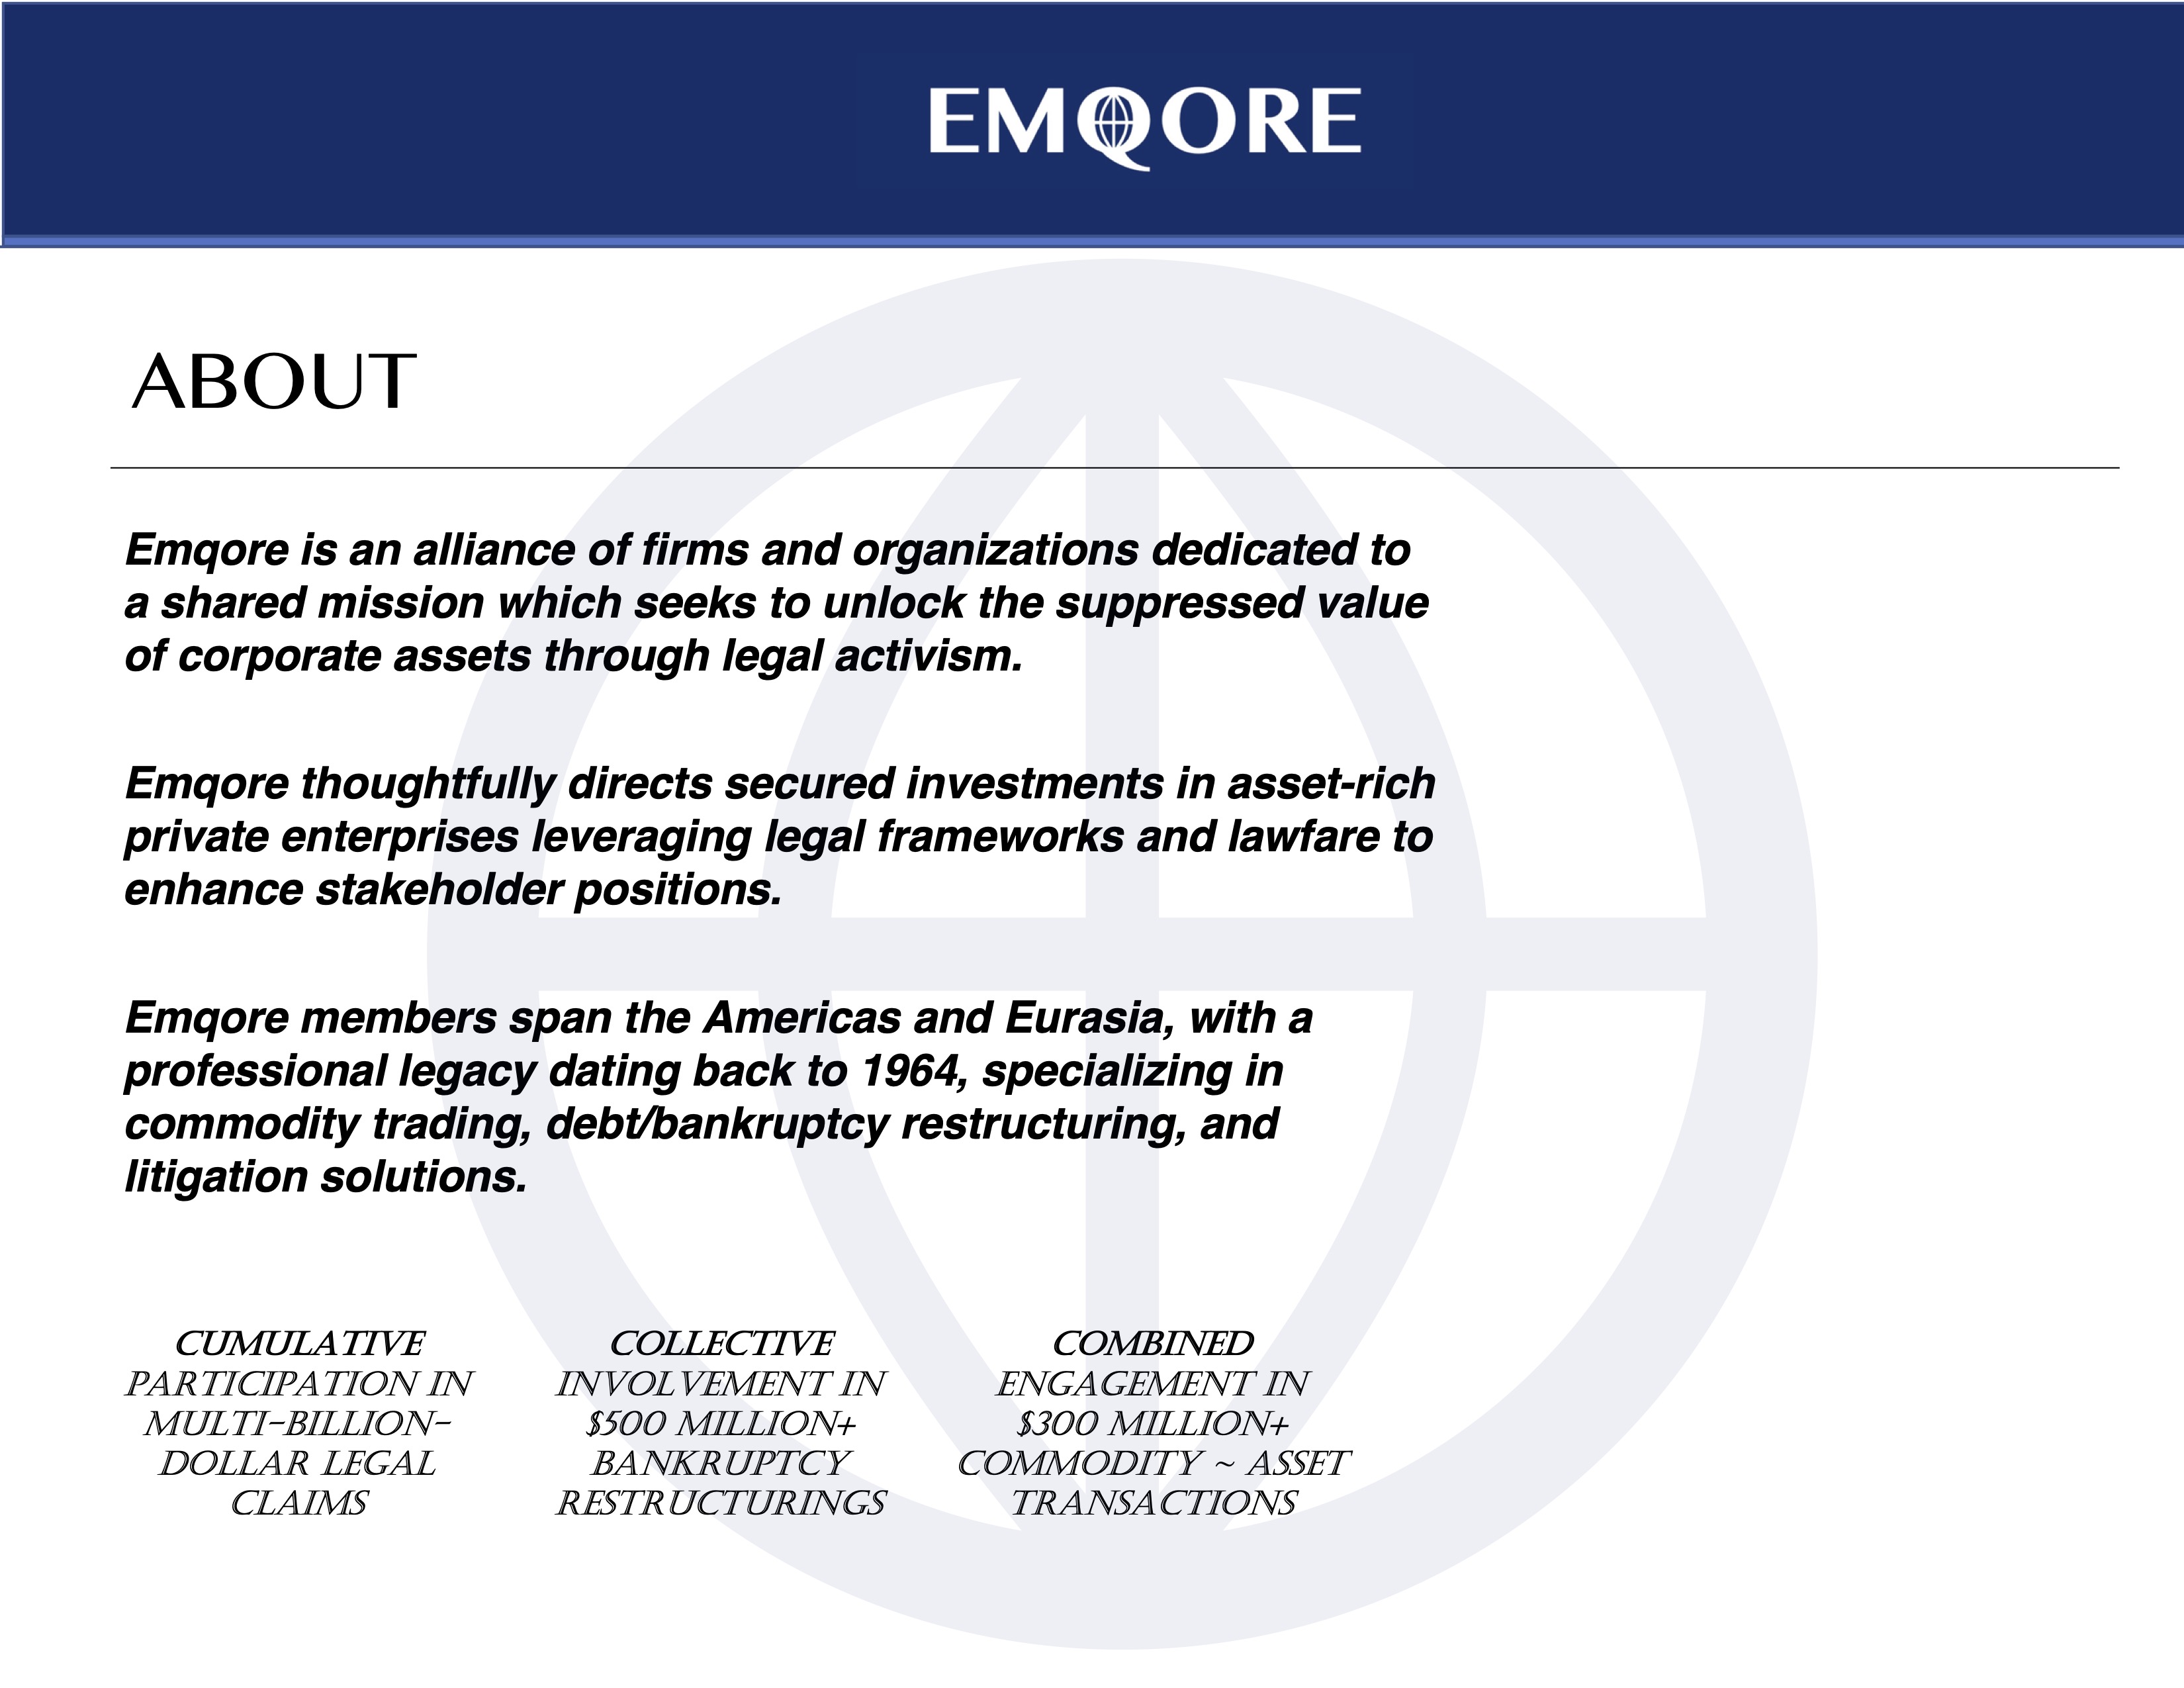 EMQORE
ABOUT
Emqore is an alliance of firms and organizations dedicated to
a shared mission which seeks to unlock the suppressed value
of corporate assets through legal activism.
Emqore thoughtfully directs secured investments in asset-rich
private enterprises leveraging legal frameworks and lawfare to
enhance stakeholder positions.
Emqore members span the Americas and Eurasia, with a
professional legacy dating back to 1964, specializing in
commodity trading, debt/bankruptcy restructuring, and
litigation solutions.
CUMULATIVE
PARTICIPATION IN
MULTI-BILLION-
DOLLAR LEGAL
CLAIMS
COLLECTIVE
INVOLVEMENT IN
$500 MILLION+
BANKRUPTCY
RESTRUCTURINGS
COMBINED
ENGAGEMENT IN
$300 MILLION+
COMMODITY ~ ASSET
TRANSACTIONS